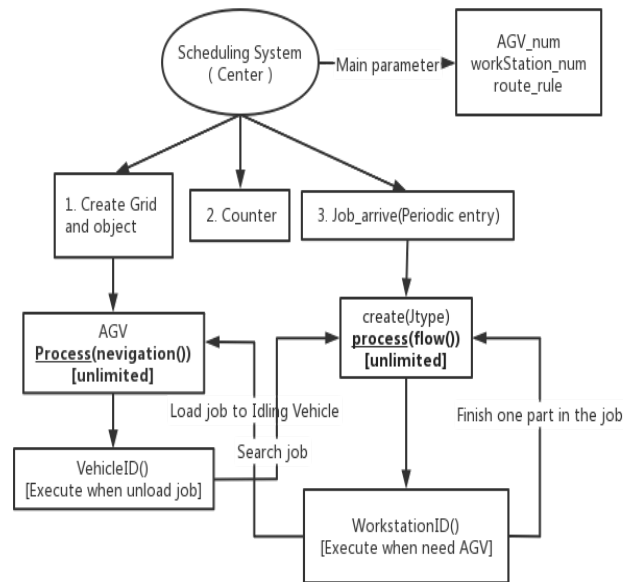 Scheduling System
( Center )
Main parameter
AGV_num
workStation_num
route_rule
1. Create Grid
and object
2. Counter
3. Job_arrive(Periodic entry)
AGV
Process(nevigation())
[unlimited]
create(Jtype)
process(flow())
[unlimited]
Load job to Idling Vehicle
Finish one part in the job
Search job
VehicleID()
[Execute when unload job]
WorkstationID()
[Execute when need AGV]